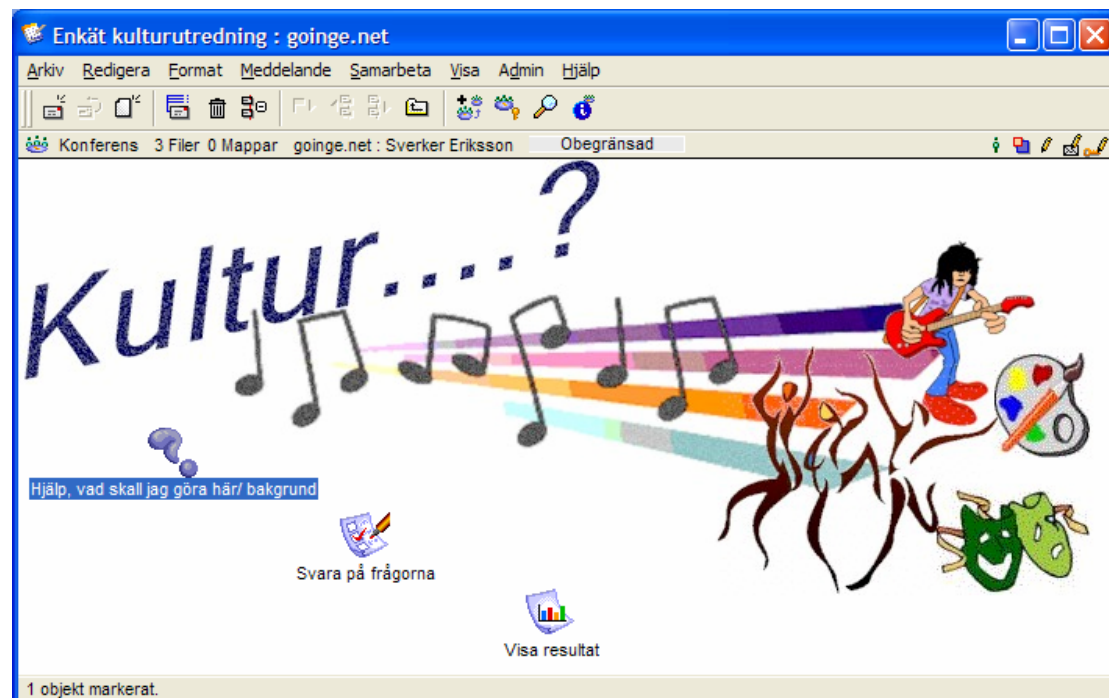 Enkät kulturutredning : goinge.net
Arkiv Redigera Format Meddelande Samarbeta Visa Admin Hjälp
Konferens 3 Filer 0 Mappar goinge.net : Sverker Eriksson Obegränsad
Kultur....?
Hjälp, vad skall jag göra här/ bakgrund
Svara på frågorna
Visa resultat
1 objekt markerat.